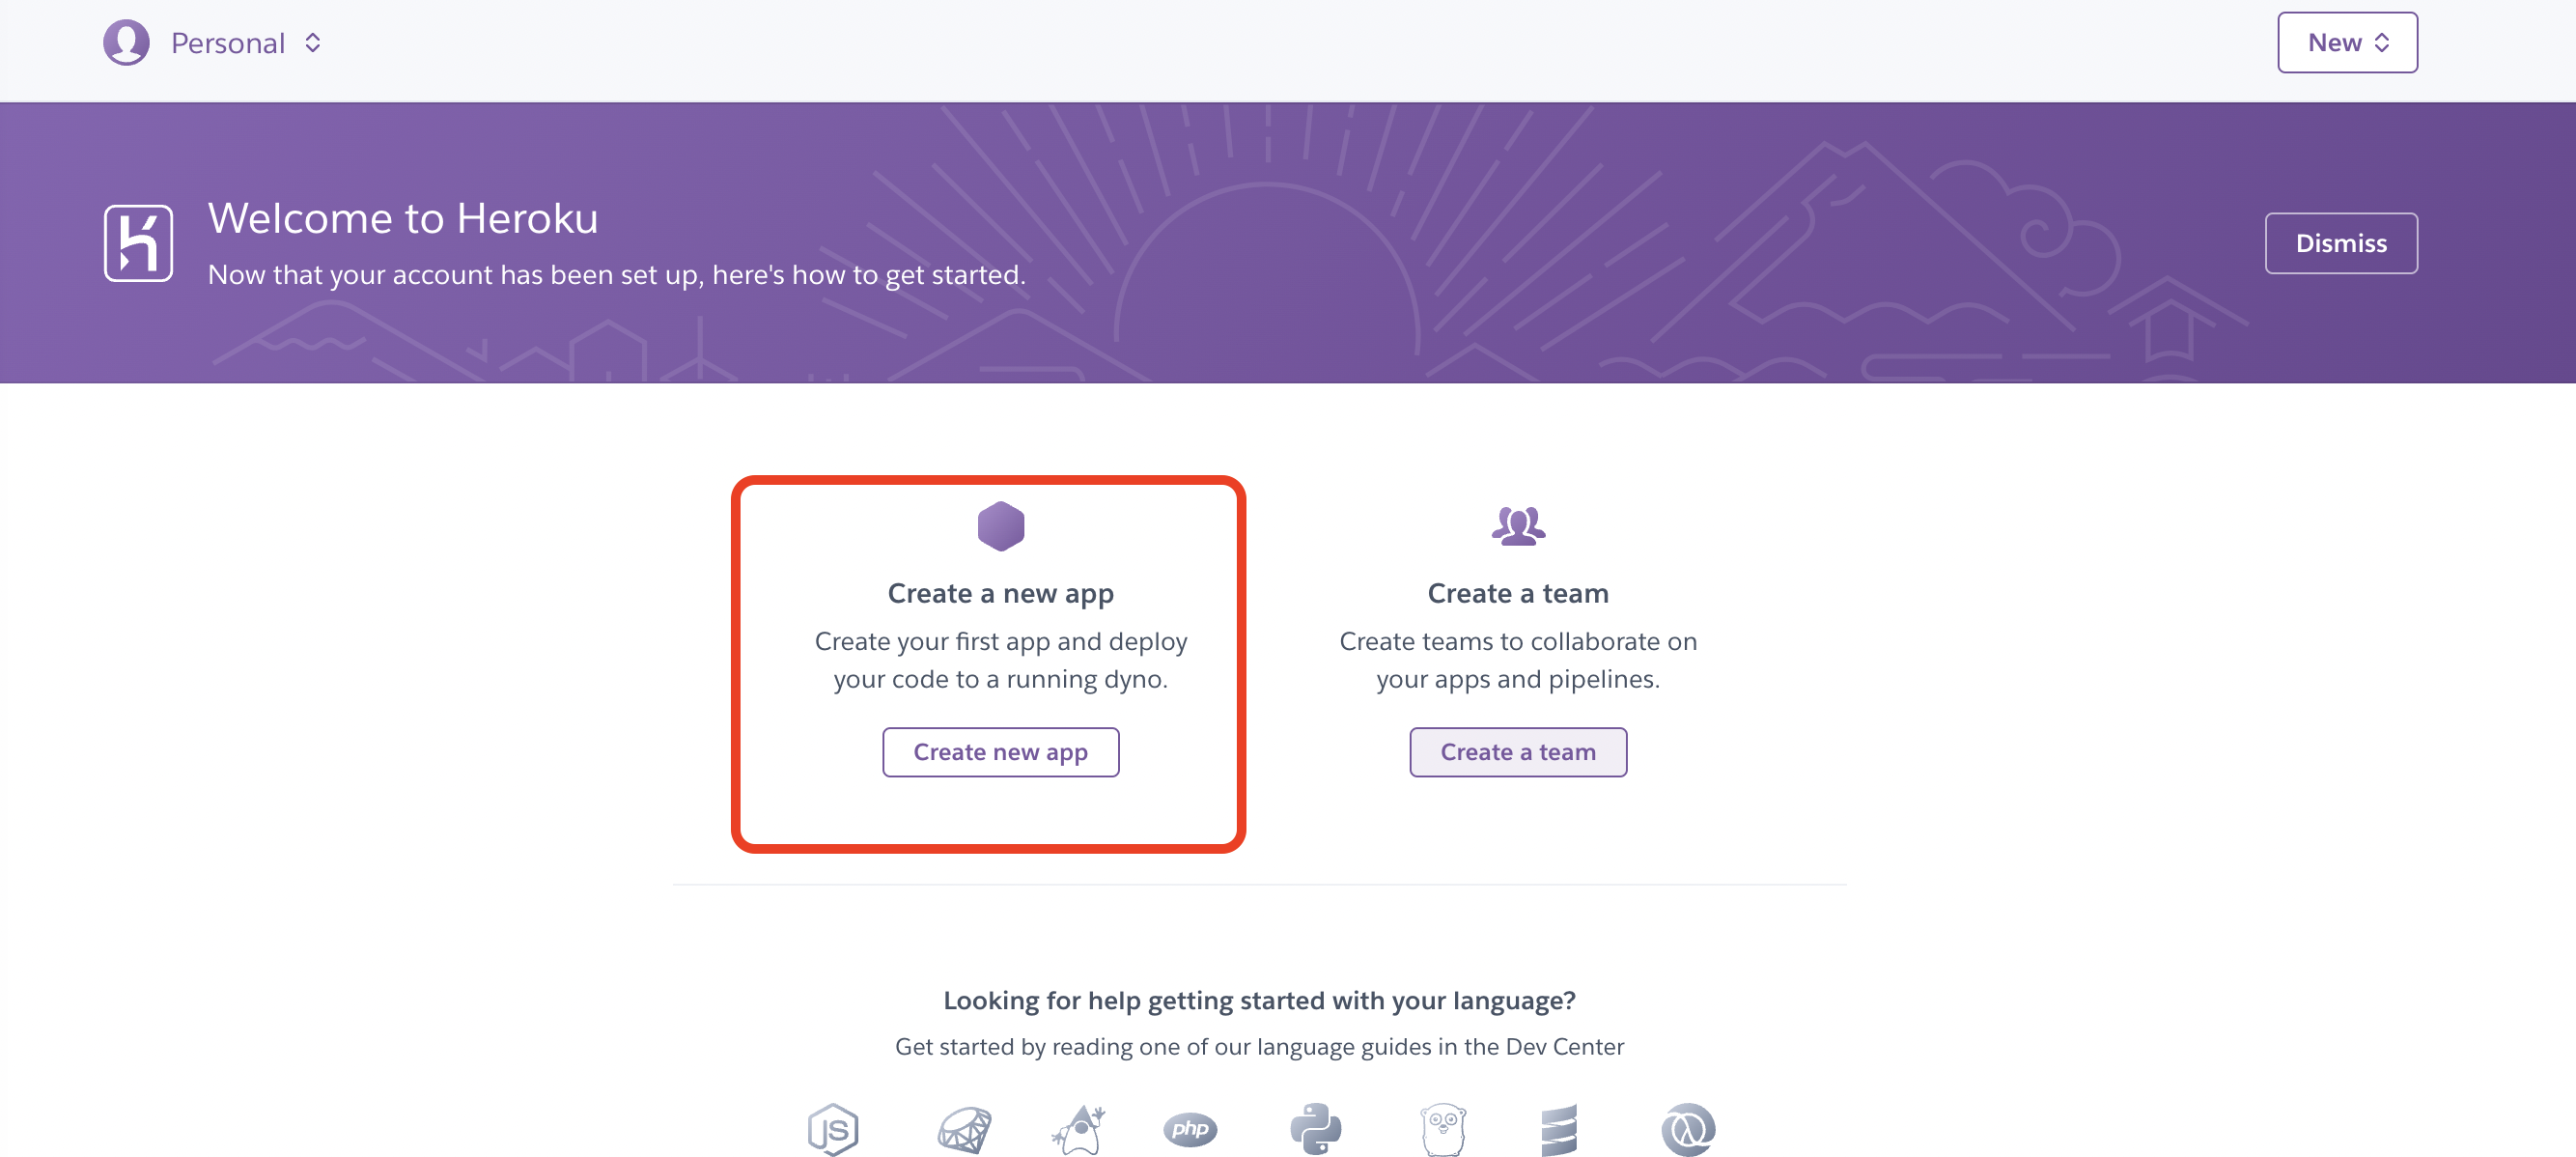 Personal
New
Welcome to Heroku
Now that your account has been set up, here's how to get started.
Dismiss
Create a new app
Create your first app and deploy
your code to a running dyno.
Create new app
Create a team
Create teams to collaborate on
your apps and pipelines.
Create a team
Looking for help getting started with your language?
Get started by reading one of our language guides in the Dev Center
JS
php